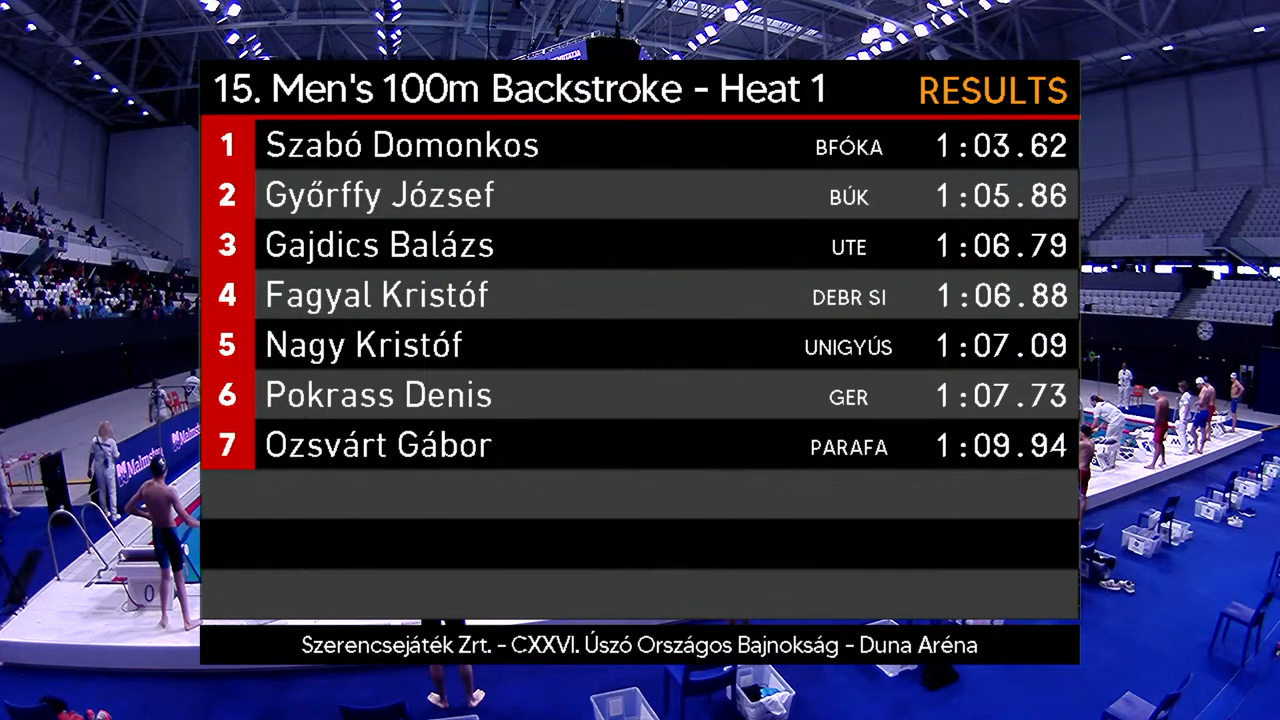 15. Men's 100m Backstroke - Heat 1 RESULTS
1 Szabó Domonkos BFÓKA 1:03.62
2 Győrffy József BÚK 1:05.86
3 Gajdics Balázs UTE 1:06.79
4 Fagyal Kristóf DEBR SI 1:06.88
5 Nagy Kristóf UNIGYÚS 1:07.09
6 Pokrass Denis GER 1:07.73
7 Ozsvárt Gábor PARAFA 1:09.94
Szerencsejáték Zrt. - CXXVI. Úszó Országos Bajnokság - Duna Aréna
0